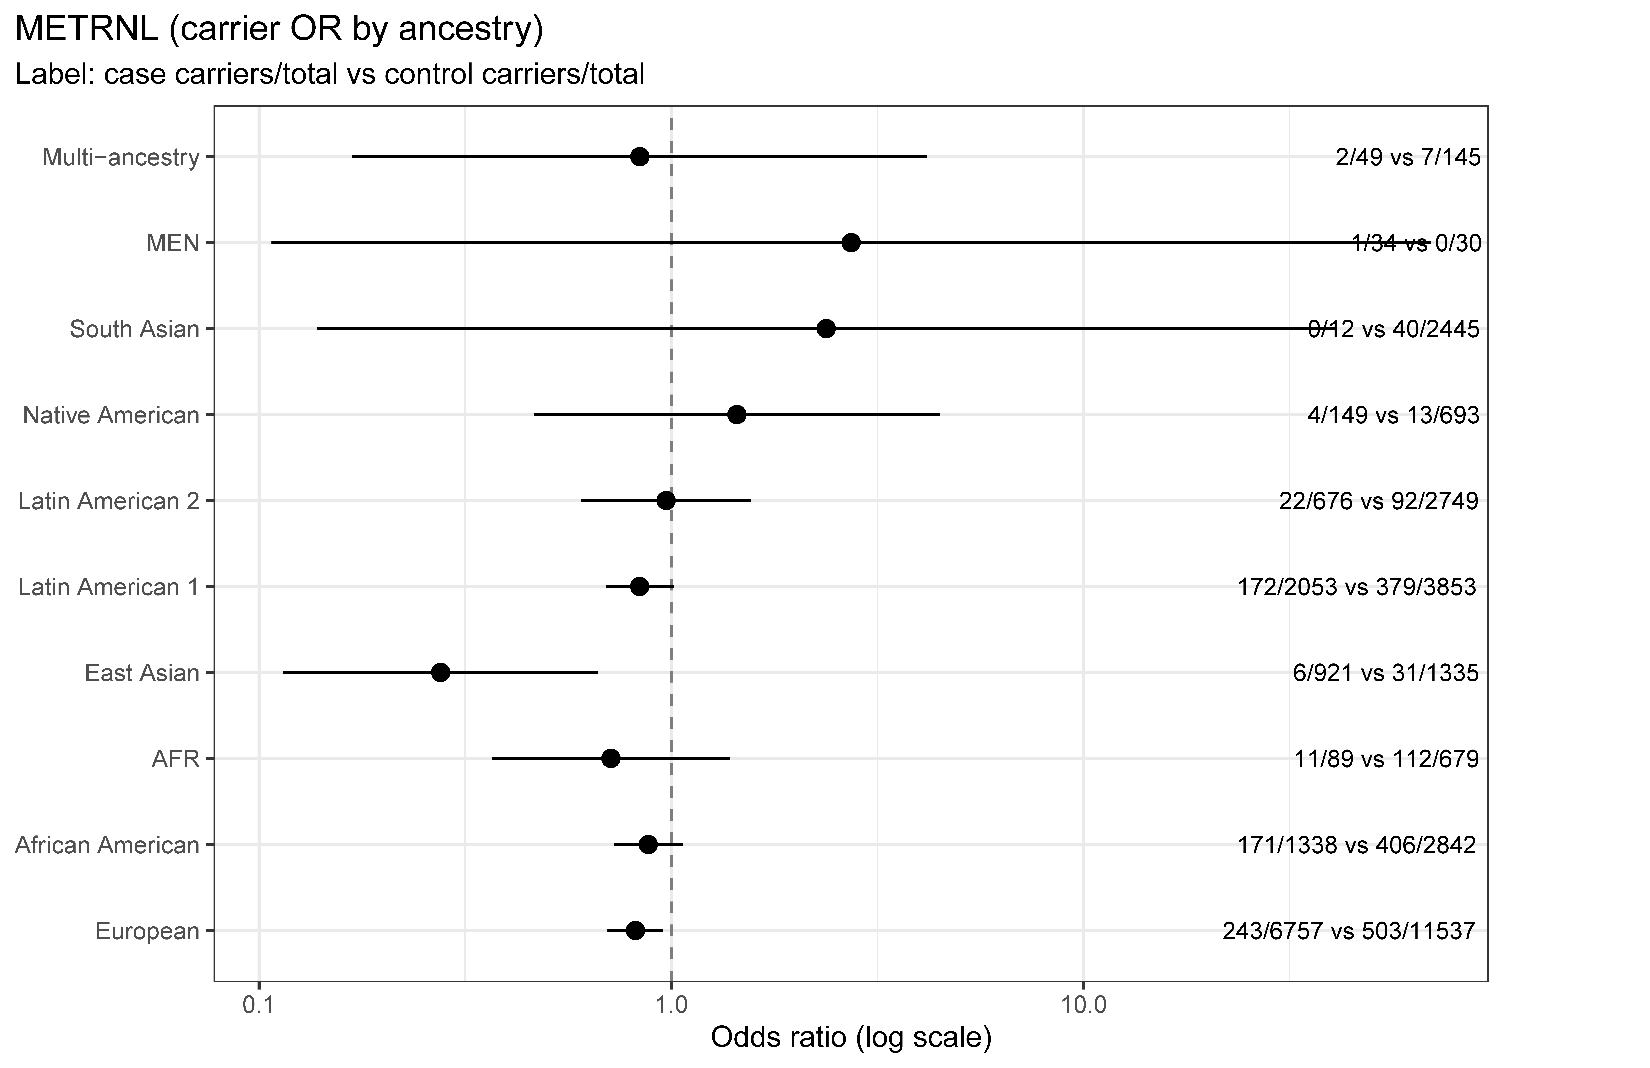 METRNL (carrier OR by ancestry)
Label: case carriers/total vs control carriers/total
Multi−ancestry 2/49 vs 7/145
MEN 1/34 vs 0/30
South Asian 0/12 vs 40/2445
Native American 4/149 vs 13/693
Latin American 2 22/676 vs 92/2749
Latin American 1 172/2053 vs 379/3853
East Asian 6/921 vs 31/1335
AFR 11/89 vs 112/679
African American 171/1338 vs 406/2842
European 243/6757 vs 503/11537
0.1 1.0 10.0
Odds ratio (log scale)